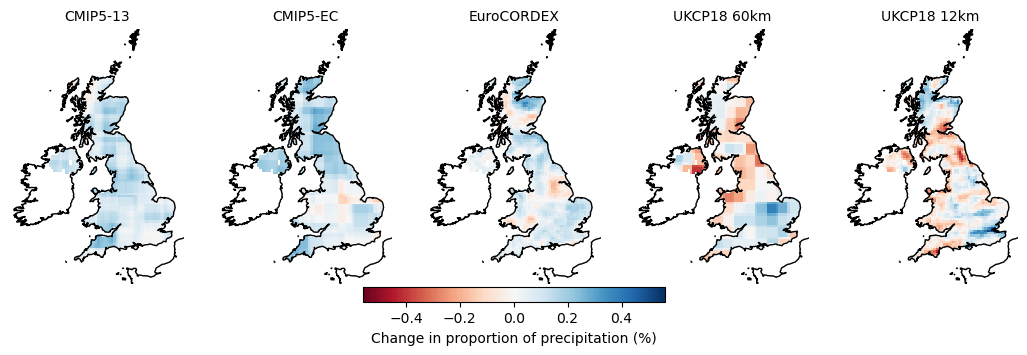 CMIP5-13 CMIP5-EC EuroCORDEX UKCP18 60km UKCP18 12km
−0.4 −0.2 0.0 0.2 0.4
Change in proportion of precipitation (%)